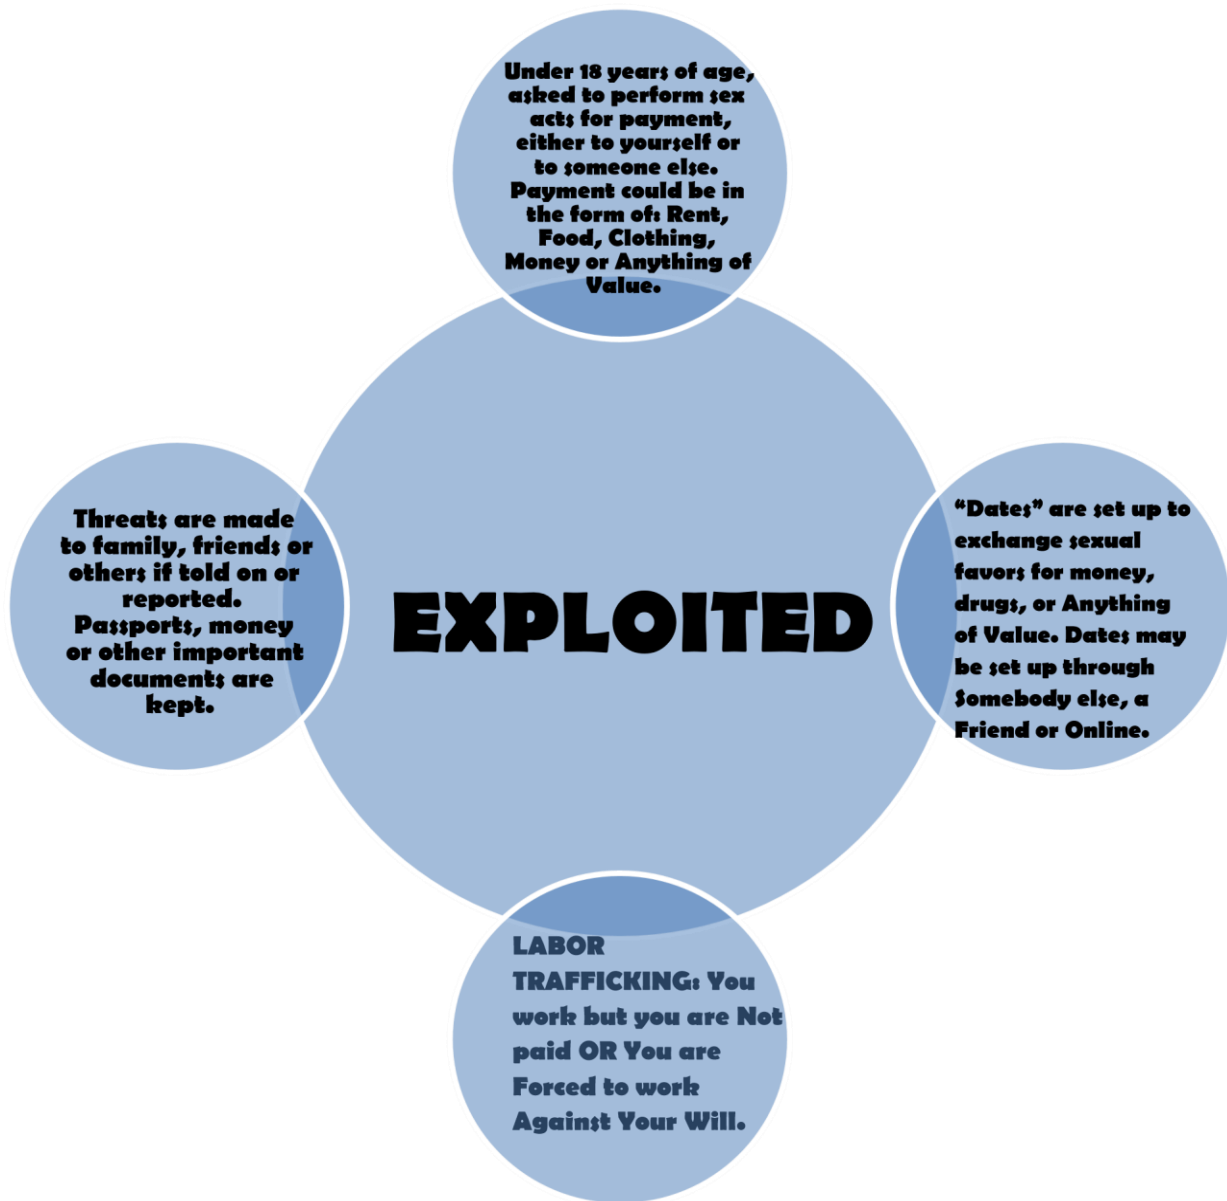 Under 18 years of age,
asked to perform sex
acts for payment,
either to yourself or
to someone else.
Payment could be in
the form of: Rent,
Food, Clothing,
Money or Anything of
Value.
Threats are made
to family, friends or
others if told on or
reported.
Passports, money
or other important
documents are
kept.
EXPLOITED
“Dates” are set up to
exchange sexual
favors for money,
drugs, or Anything
of Value. Dates may
be set up through
Somebody else, a
Friend or Online.
LABOR
TRAFFICKING: You
work but you are Not
paid OR You are
Forced to work
Against Your Will.